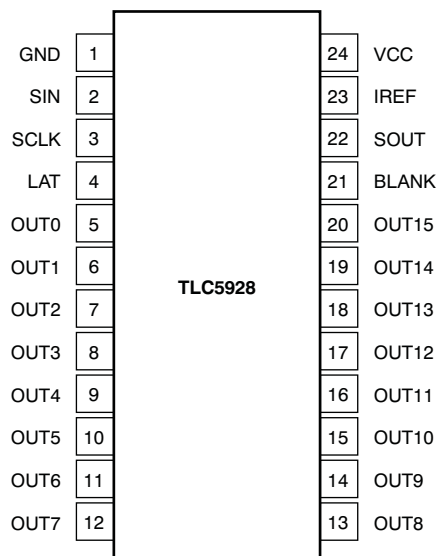 GND 1 24 VCC
SIN 2 23 IREF
SCLK 3 22 SOUT
LAT 4 21 BLANK
OUT0 5 20 OUT15
OUT1 6 19 OUT14
TLC5928
OUT2 7 18 OUT13
OUT3 8 17 OUT12
OUT4 9 16 OUT11
OUT5 10 15 OUT10
OUT6 11 14 OUT9
OUT7 12 13 OUT8